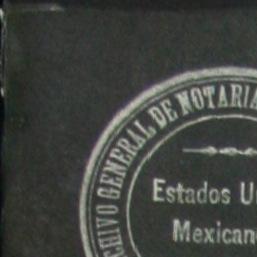 CHIVO GENERAL DE NOTARIA
Estados U
Mexican